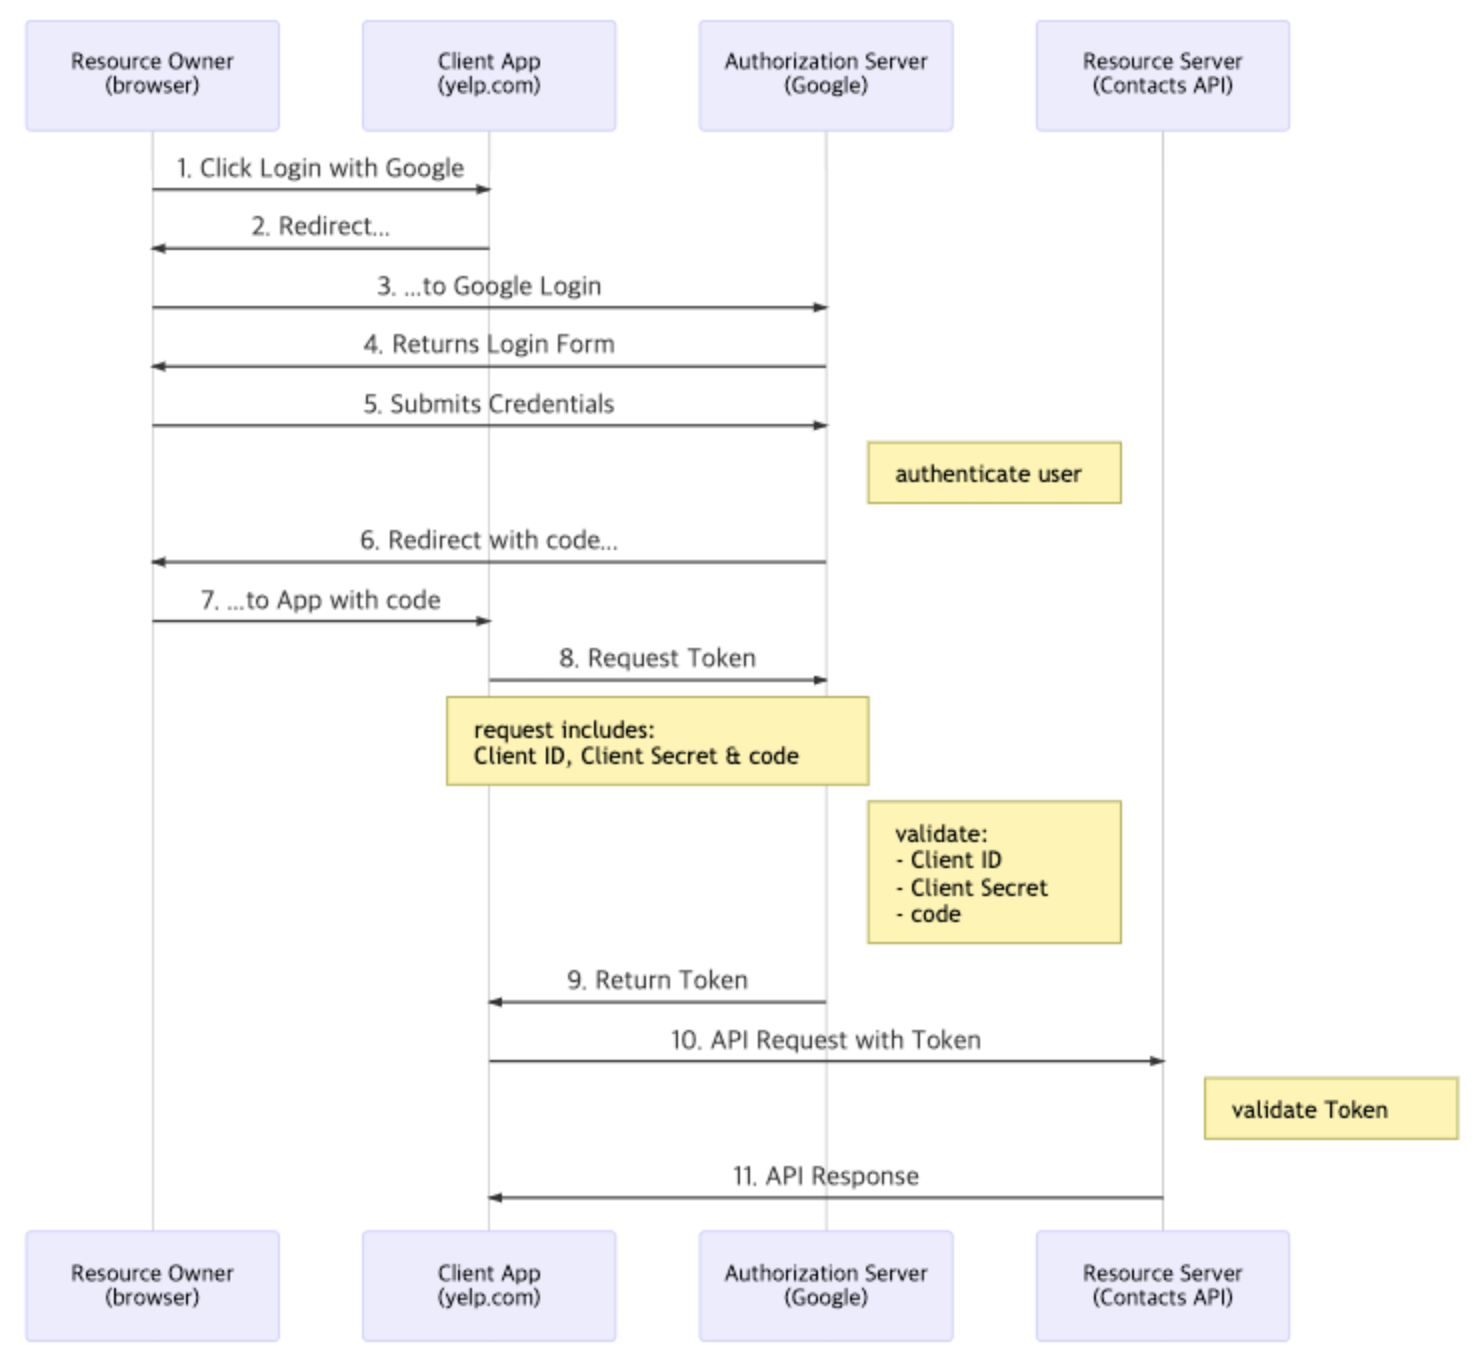 Resource Owner
(browser)
Client App
(yelp.com)
Authorization Server
(Google)
Resource Server
(Contacts API)
1. Click Login with Google
2. Redirect...
3. ...to Google Login
4. Returns Login Form
5. Submits Credentials
authenticate user
6. Redirect with code...
7. ...to App with code
8. Request Token
request includes:
Client ID, Client Secret & code
validate:
- Client ID
- Client Secret
- code
9. Return Token
10. API Request with Token
validate Token
11. API Response
Resource Owner
(browser)
Client App
(yelp.com)
Authorization Server
(Google)
Resource Server
(Contacts API)